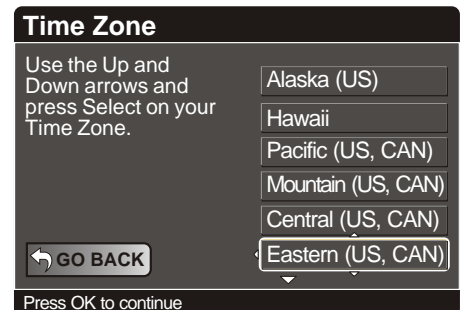 Time Zone
Use the Up and
Down arrows and
press Select on your
Time Zone.
Alaska (US)
Hawaii
Pacific (US, CAN)
Mountain (US, CAN)
Central (US, CAN)
Eastern (US, CAN)
GO BACK
Press OK to continue